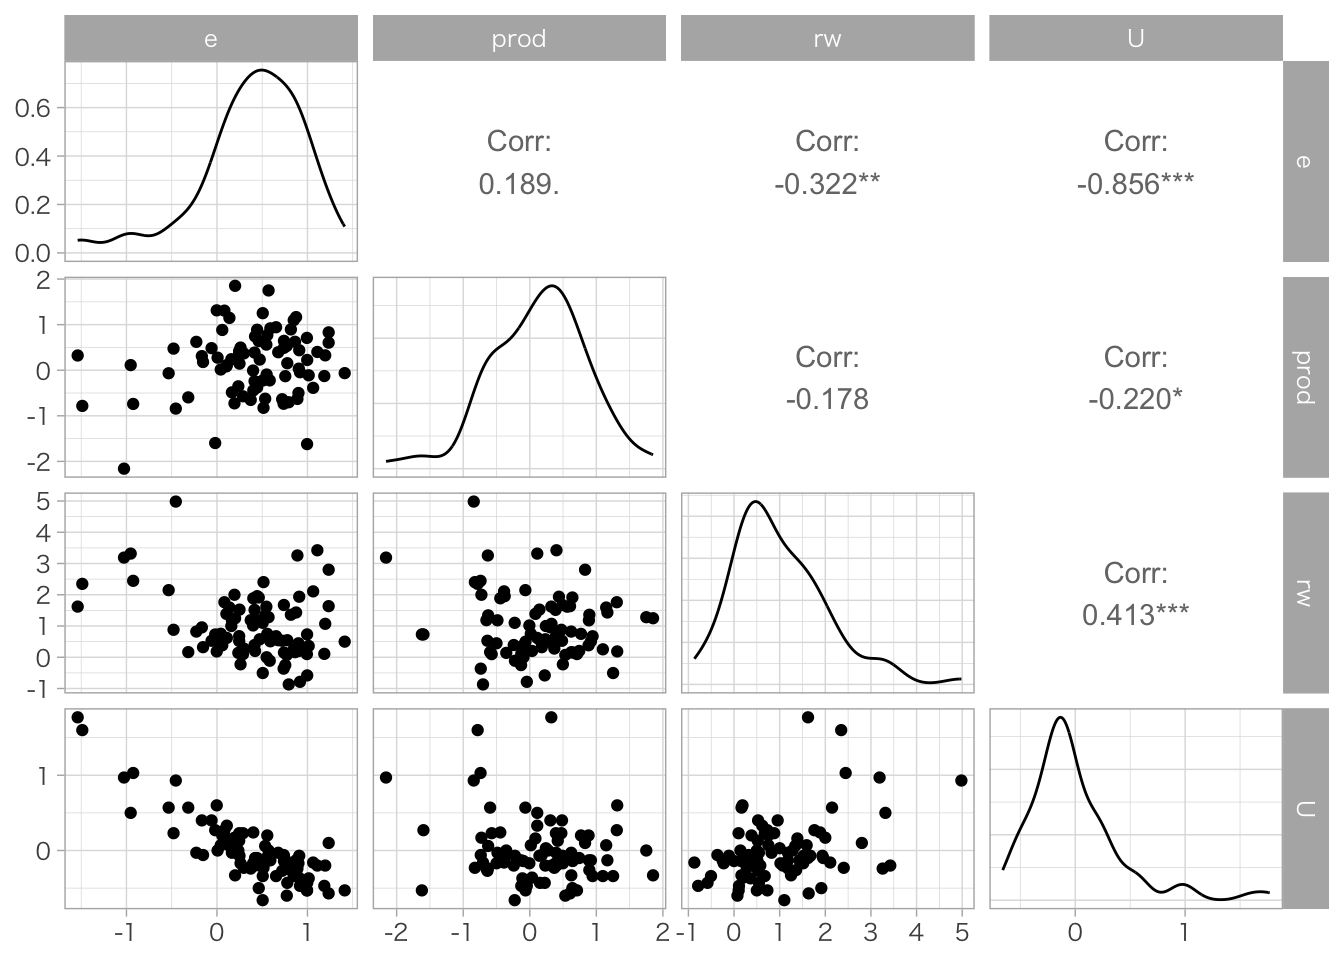 e prod rw U
0.6
0.4
0.2
0.0
Corr:
0.189.
Corr:
-0.322**
Corr:
-0.856***
e
2
1
0
-1
-2
Corr:
-0.178
Corr:
-0.220*
prod
5
4
3
2
1
0
-1
Corr:
0.413***
rw
1
0
U
-1 0 1
-2 -1 0 1 2
-1 0 1 2 3 4 5
0 1